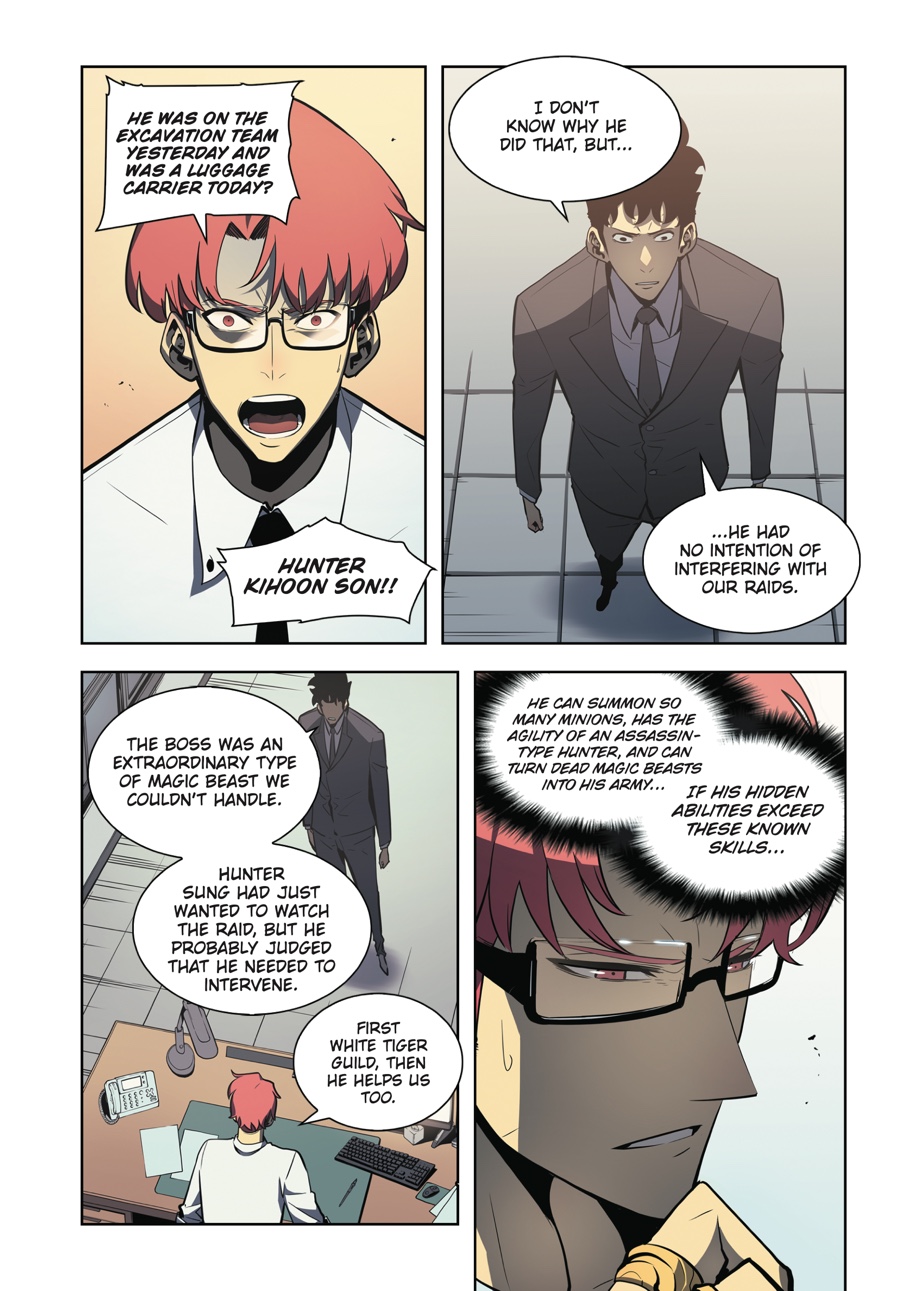 HE WAS ON THE
EXCAVATION TEAM
YESTERDAY AND
WAS A LUGGAGE
CARRIER TODAY?
HUNTER
KIHOON SON!!
I DON'T
KNOW WHY HE
DID THAT, BUT...
...HE HAD
NO INTENTION OF
INTERFERING WITH
OUR RAIDS.
THE BOSS WAS AN
EXTRAORDINARY TYPE
OF MAGIC BEAST WE
COULDN'T HANDLE.
HUNTER
SUNG HAD JUST
WANTED TO WATCH
THE RAID, BUT HE
PROBABLY JUDGED
THAT HE NEEDED TO
INTERVENE.
FIRST
WHITE TIGER
GUILD, THEN
HE HELPS US
TOO.
HE CAN SUMMON SO
MANY MINIONS, HAS THE
AGILITY OF AN ASSASSIN-
TYPE HUNTER, AND CAN
TURN DEAD MAGIC BEASTS
INTO HIS ARMY...
IF HIS HIDDEN
ABILITIES EXCEED
THESE KNOWN
SKILLS...